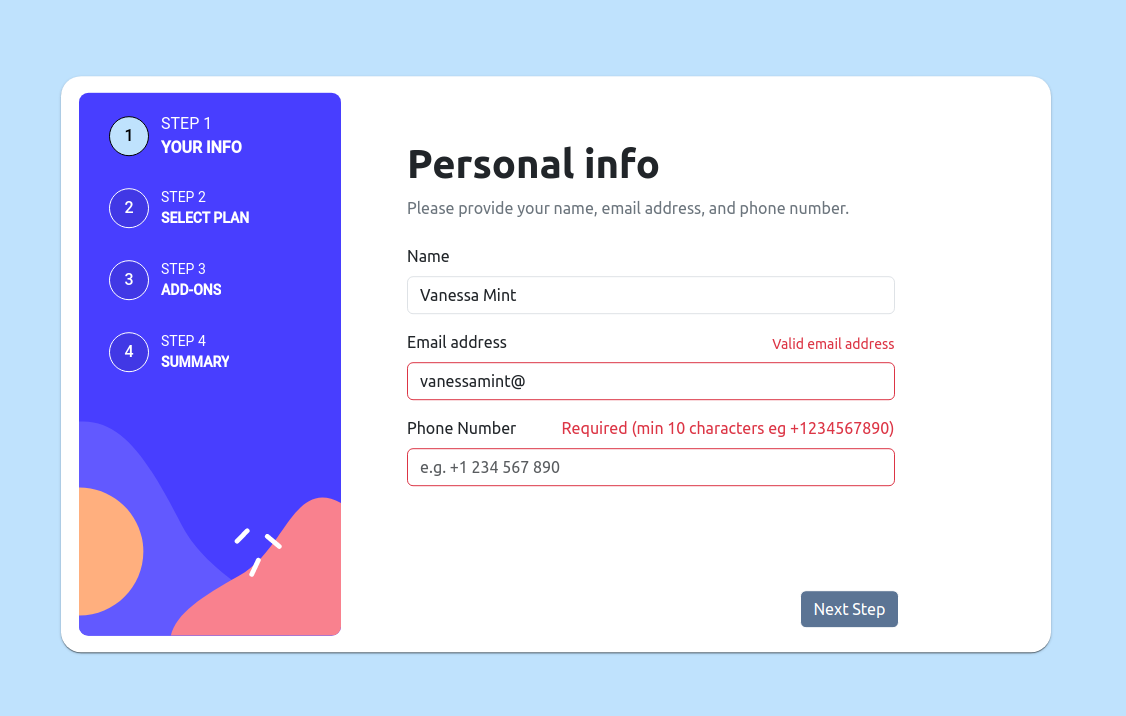 1
STEP 1
YOUR INFO
2
STEP 2
SELECT PLAN
3
STEP 3
ADD-ONS
4
STEP 4
SUMMARY
Personal info
Please provide your name, email address, and phone number.
Name
Vanessa Mint
Email address
Valid email address
vanessamint@
Phone Number
Required (min 10 characters eg +1234567890)
e.g. +1 234 567 890
Next Step